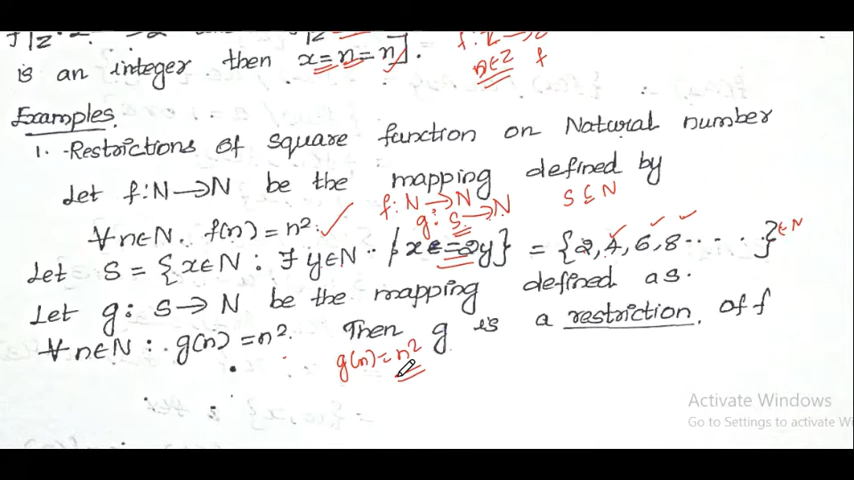 is an integer then x=n=n].
n∈Z f
Examples
1. Restrictions of square function on Natural number
Let f:N→N be the mapping defined by
f:N→N S⊆N
g: S→N
∀n∈N. f(n)=n².
Let S={x∈N: ∃y∈N·/x=2y} = {2,4,6,8.....} ∈N
Let g: S→N be the mapping defined as.
∀n∈N: g(n)=n². Then g is a restriction of f
g(n)=n²
Activate Windows
Go to Settings to activate W